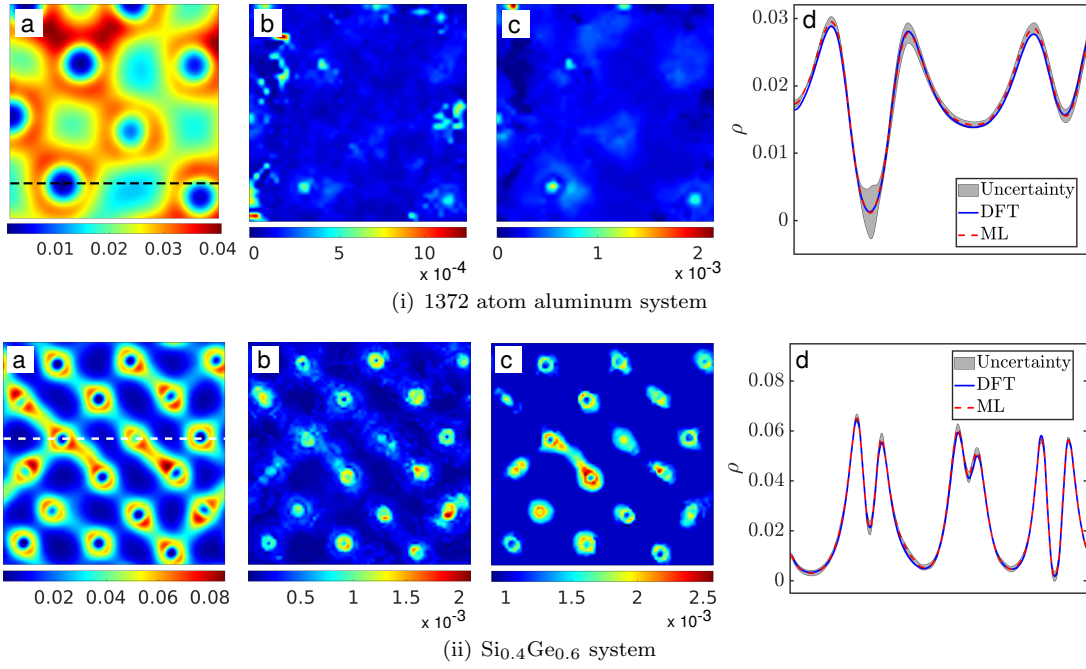 a
b
c
d
0.03
0.02
0.01
0
ρ
Uncertainty
DFT
ML
0.01 0.02 0.03 0.04
0 5 10
x 10-4
0 1 2
x 10-3
(i) 1372 atom aluminum system
a
b
c
d
0.08
0.06
0.04
0.02
0
ρ
Uncertainty
DFT
ML
0.02 0.04 0.06 0.08
0.5 1 1.5 2
x 10-3
1 1.5 2 2.5
x 10-3
(ii) Si0.4Ge0.6 system